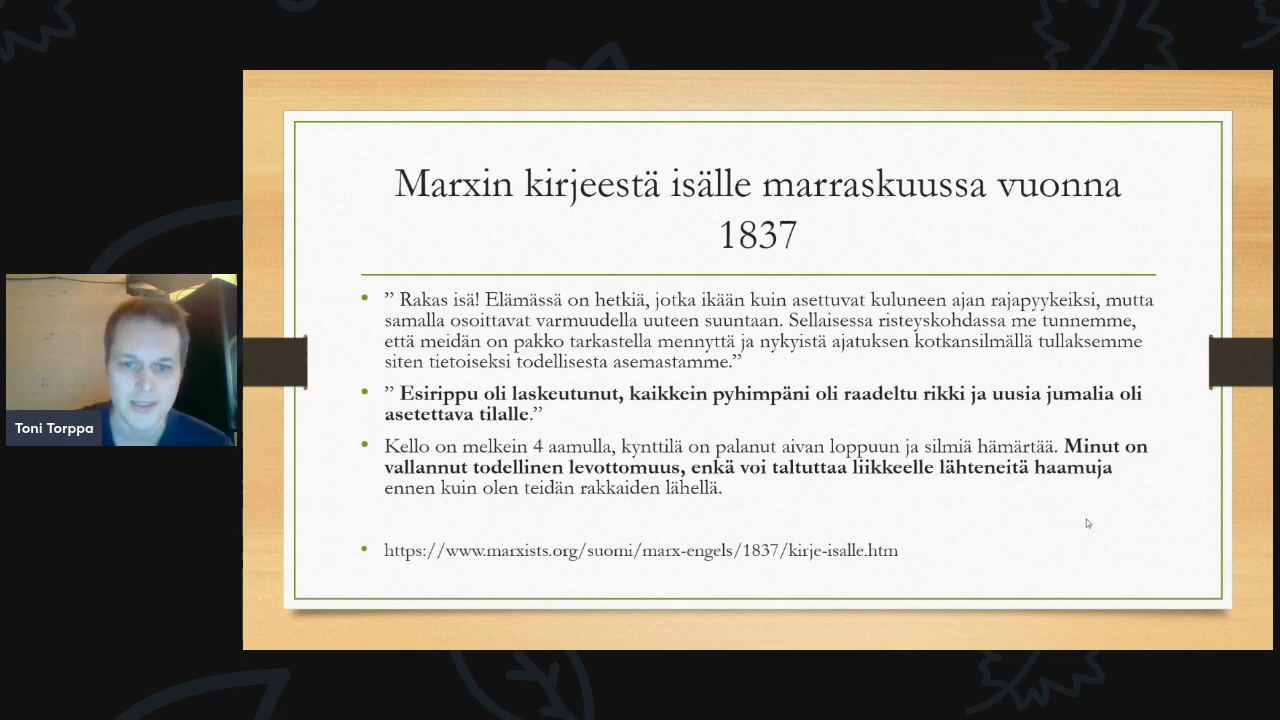 Marxin kirjeestä isälle marraskuussa vuonna
1837
” Rakas isä! Elämässä on hetkiä, jotka ikään kuin asettuvat kuluneen ajan rajapyykeiksi, mutta
samalla osoittavat varmuudella uuteen suuntaan. Sellaisessa risteyskohdassa me tunnemme,
että meidän on pakko tarkastella mennyttä ja nykyistä ajatuksen kotkansilmällä tullaksemme
siten tietoiseksi todellisesta asemastamme.”
” Esirippu oli laskeutunut, kaikkein pyhimpäni oli raadeltu rikki ja uusia jumalia oli
asetettava tilalle.”
Kello on melkein 4 aamulla, kynttilä on palanut aivan loppuun ja silmiä hämärtää. Minut on
vallannut todellinen levottomuus, enkä voi taltuttaa liikkeelle lähteneitä haamuja
ennen kuin olen teidän rakkaiden lähellä.
https://www.marxists.org/suomi/marx-engels/1837/kirje-isalle.htm
Toni Torppa